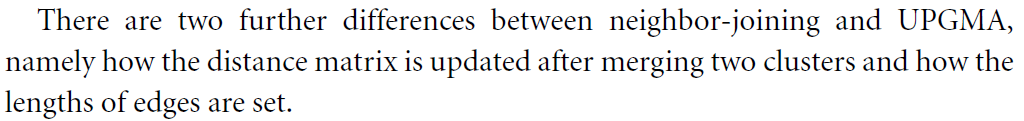 There are two further differences between neighbor-joining and UPGMA,
namely how the distance matrix is updated after merging two clusters and how the
lengths of edges are set.